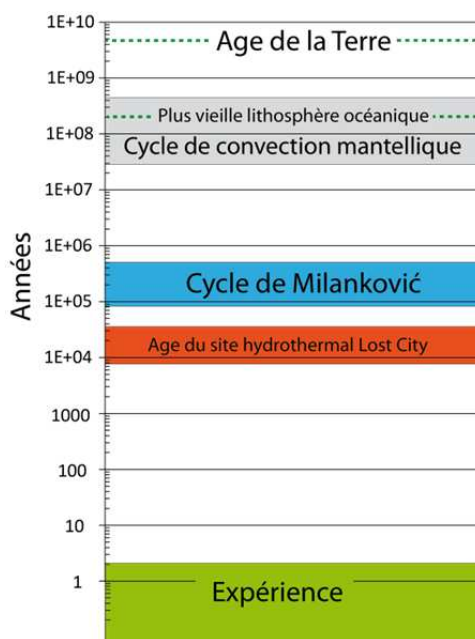 1E+10
Age de la Terre
1E+09
Plus vieille lithosphère océanique
1E+08
Cycle de convection mantellique
1E+07
1E+06
Cycle de Milanković
1E+05
Age du site hydrothermal Lost City
1E+04
1000
100
10
1
Expérience
Années